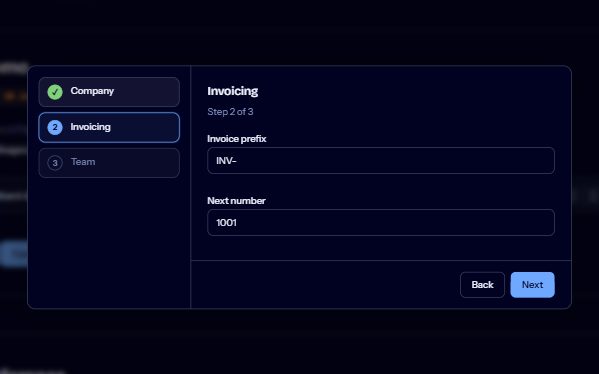 Company
2 Invoicing
3 Team
Invoicing
Step 2 of 3
Invoice prefix
INV-
Next number
1001
Back
Next